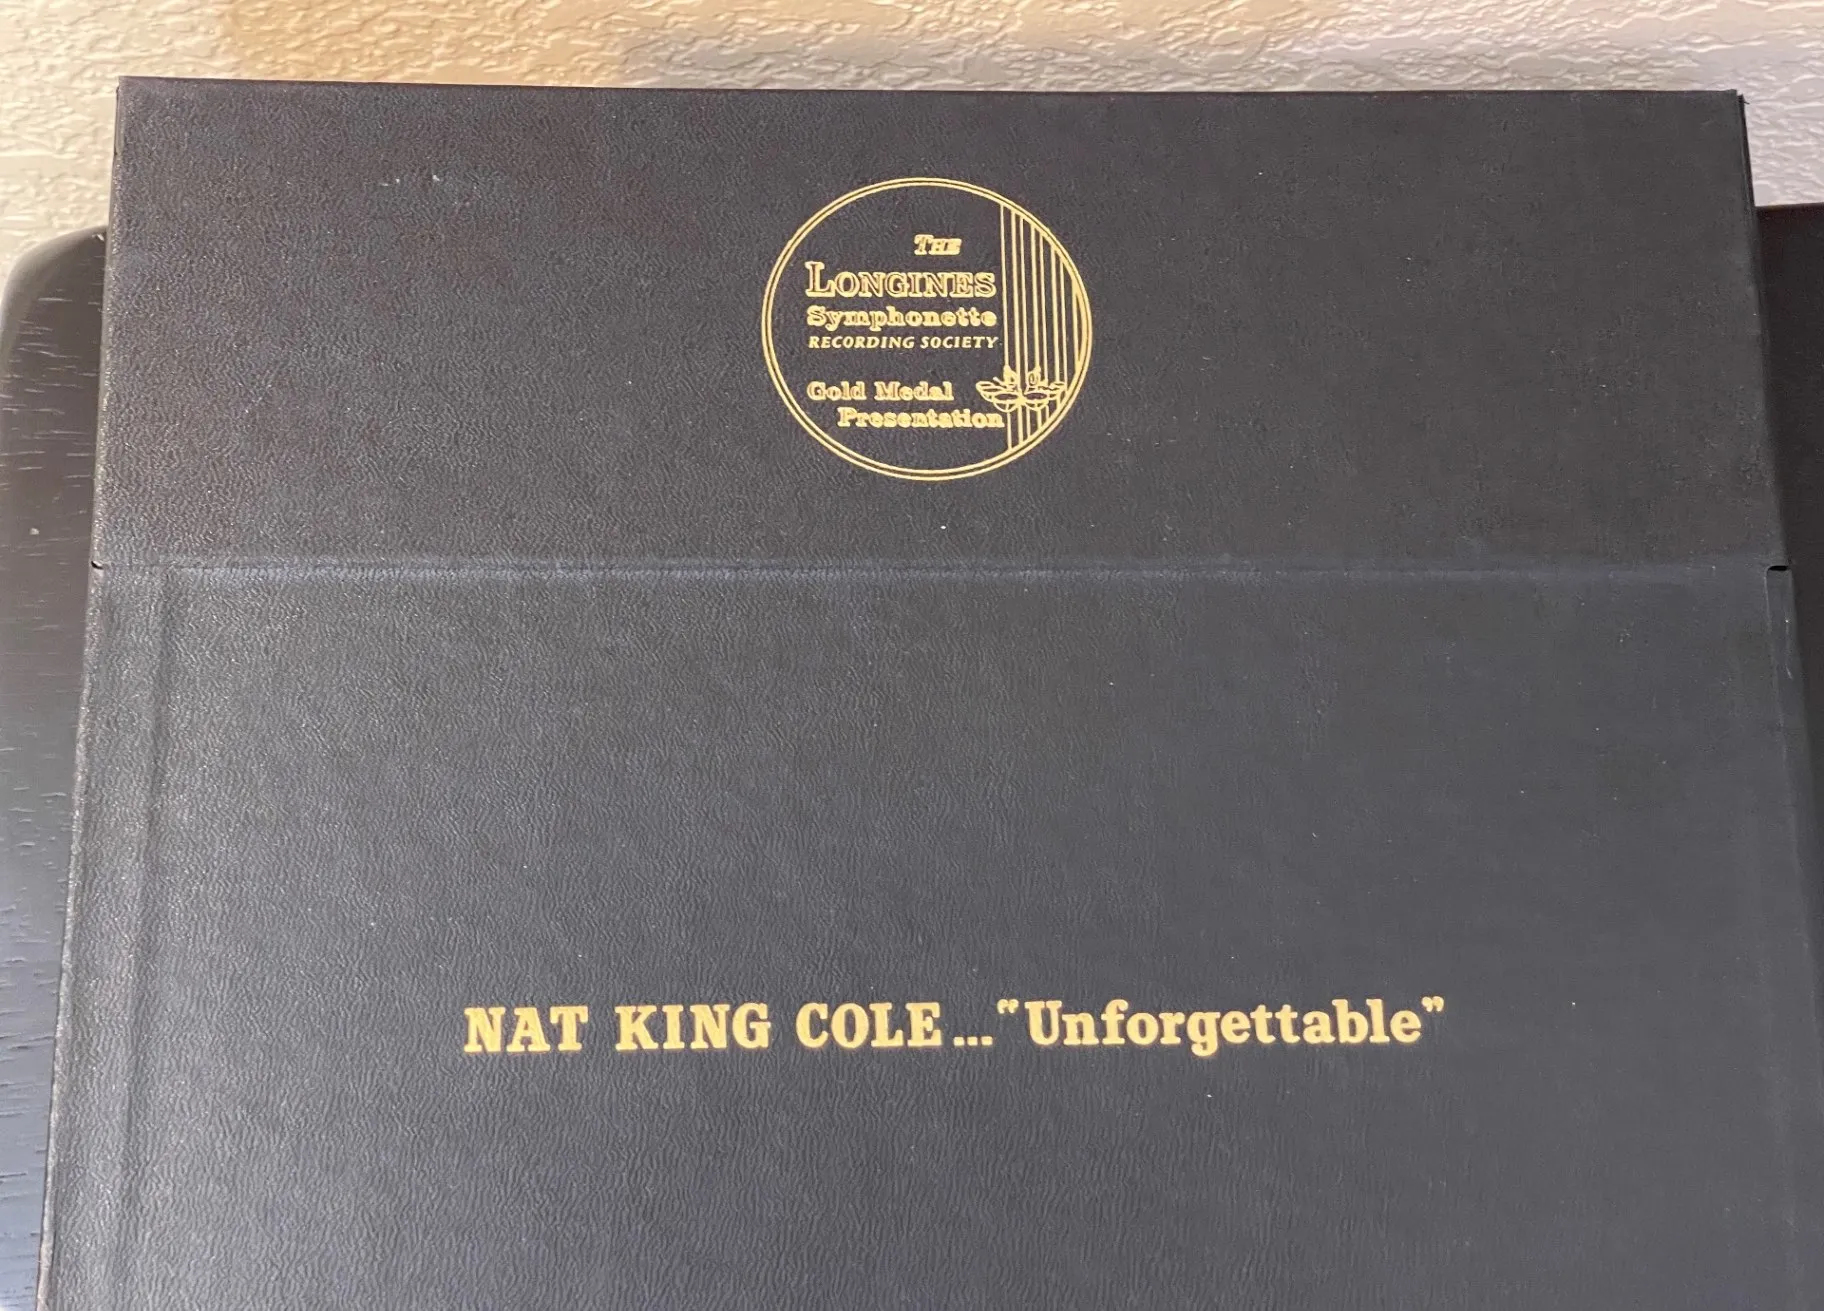 THE
LONGINES
Symphonette
RECORDING SOCIETY
Gold Medal
Presentation
NAT KING COLE..."Unforgettable"